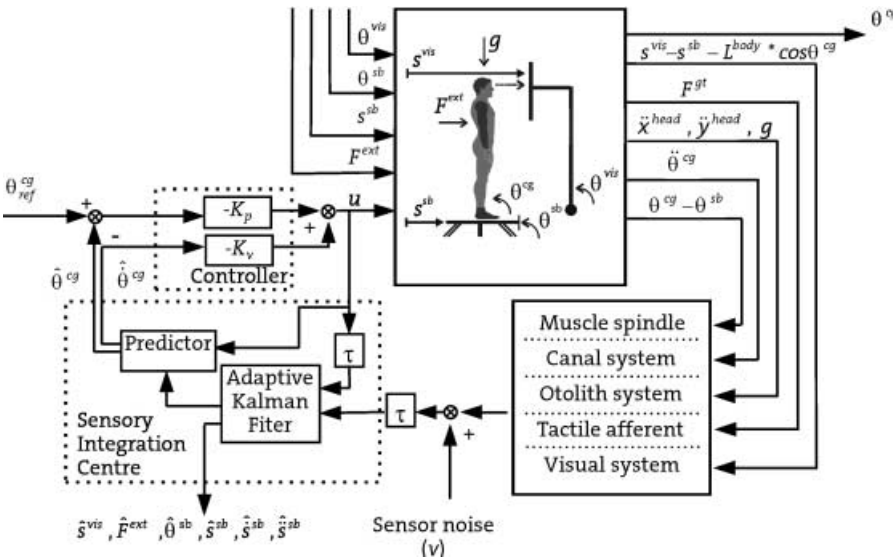 θ^vis
θ^sb
s^sb
F^ext
s^vis
g
F^ext
θ^cg
θ^vis
s^sb
θ^sb
s^vis–s^sb – L^body * cosθ^cg
F^gt
ẍ^head , ÿ^head , g
θ̈^cg
θ^cg – θ^sb
θ^cg_ref
+
-
-K_p
-K_v
+
u
Controller
θ̂^cg
θ̂̇^cg
Predictor
τ
Adaptive
Kalman
Fiter
Sensory
Integration
Centre
τ
+
Muscle spindle
Canal system
Otolith system
Tactile afferent
Visual system
ŝ^vis , F̂^ext , θ̂^sb , ŝ^sb , ŝ̇^sb , ŝ̈^sb
Sensor noise
(v)